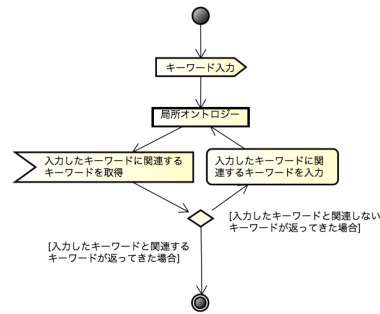 キーワード入力
局所オントロジー
入力したキーワードに関連する
キーワードを取得
入力したキーワードに関
連するキーワードを入力
[入力したキーワードと関連しない
キーワードが返ってきた場合]
[入力したキーワードと関連する
キーワードが返ってきた場合]